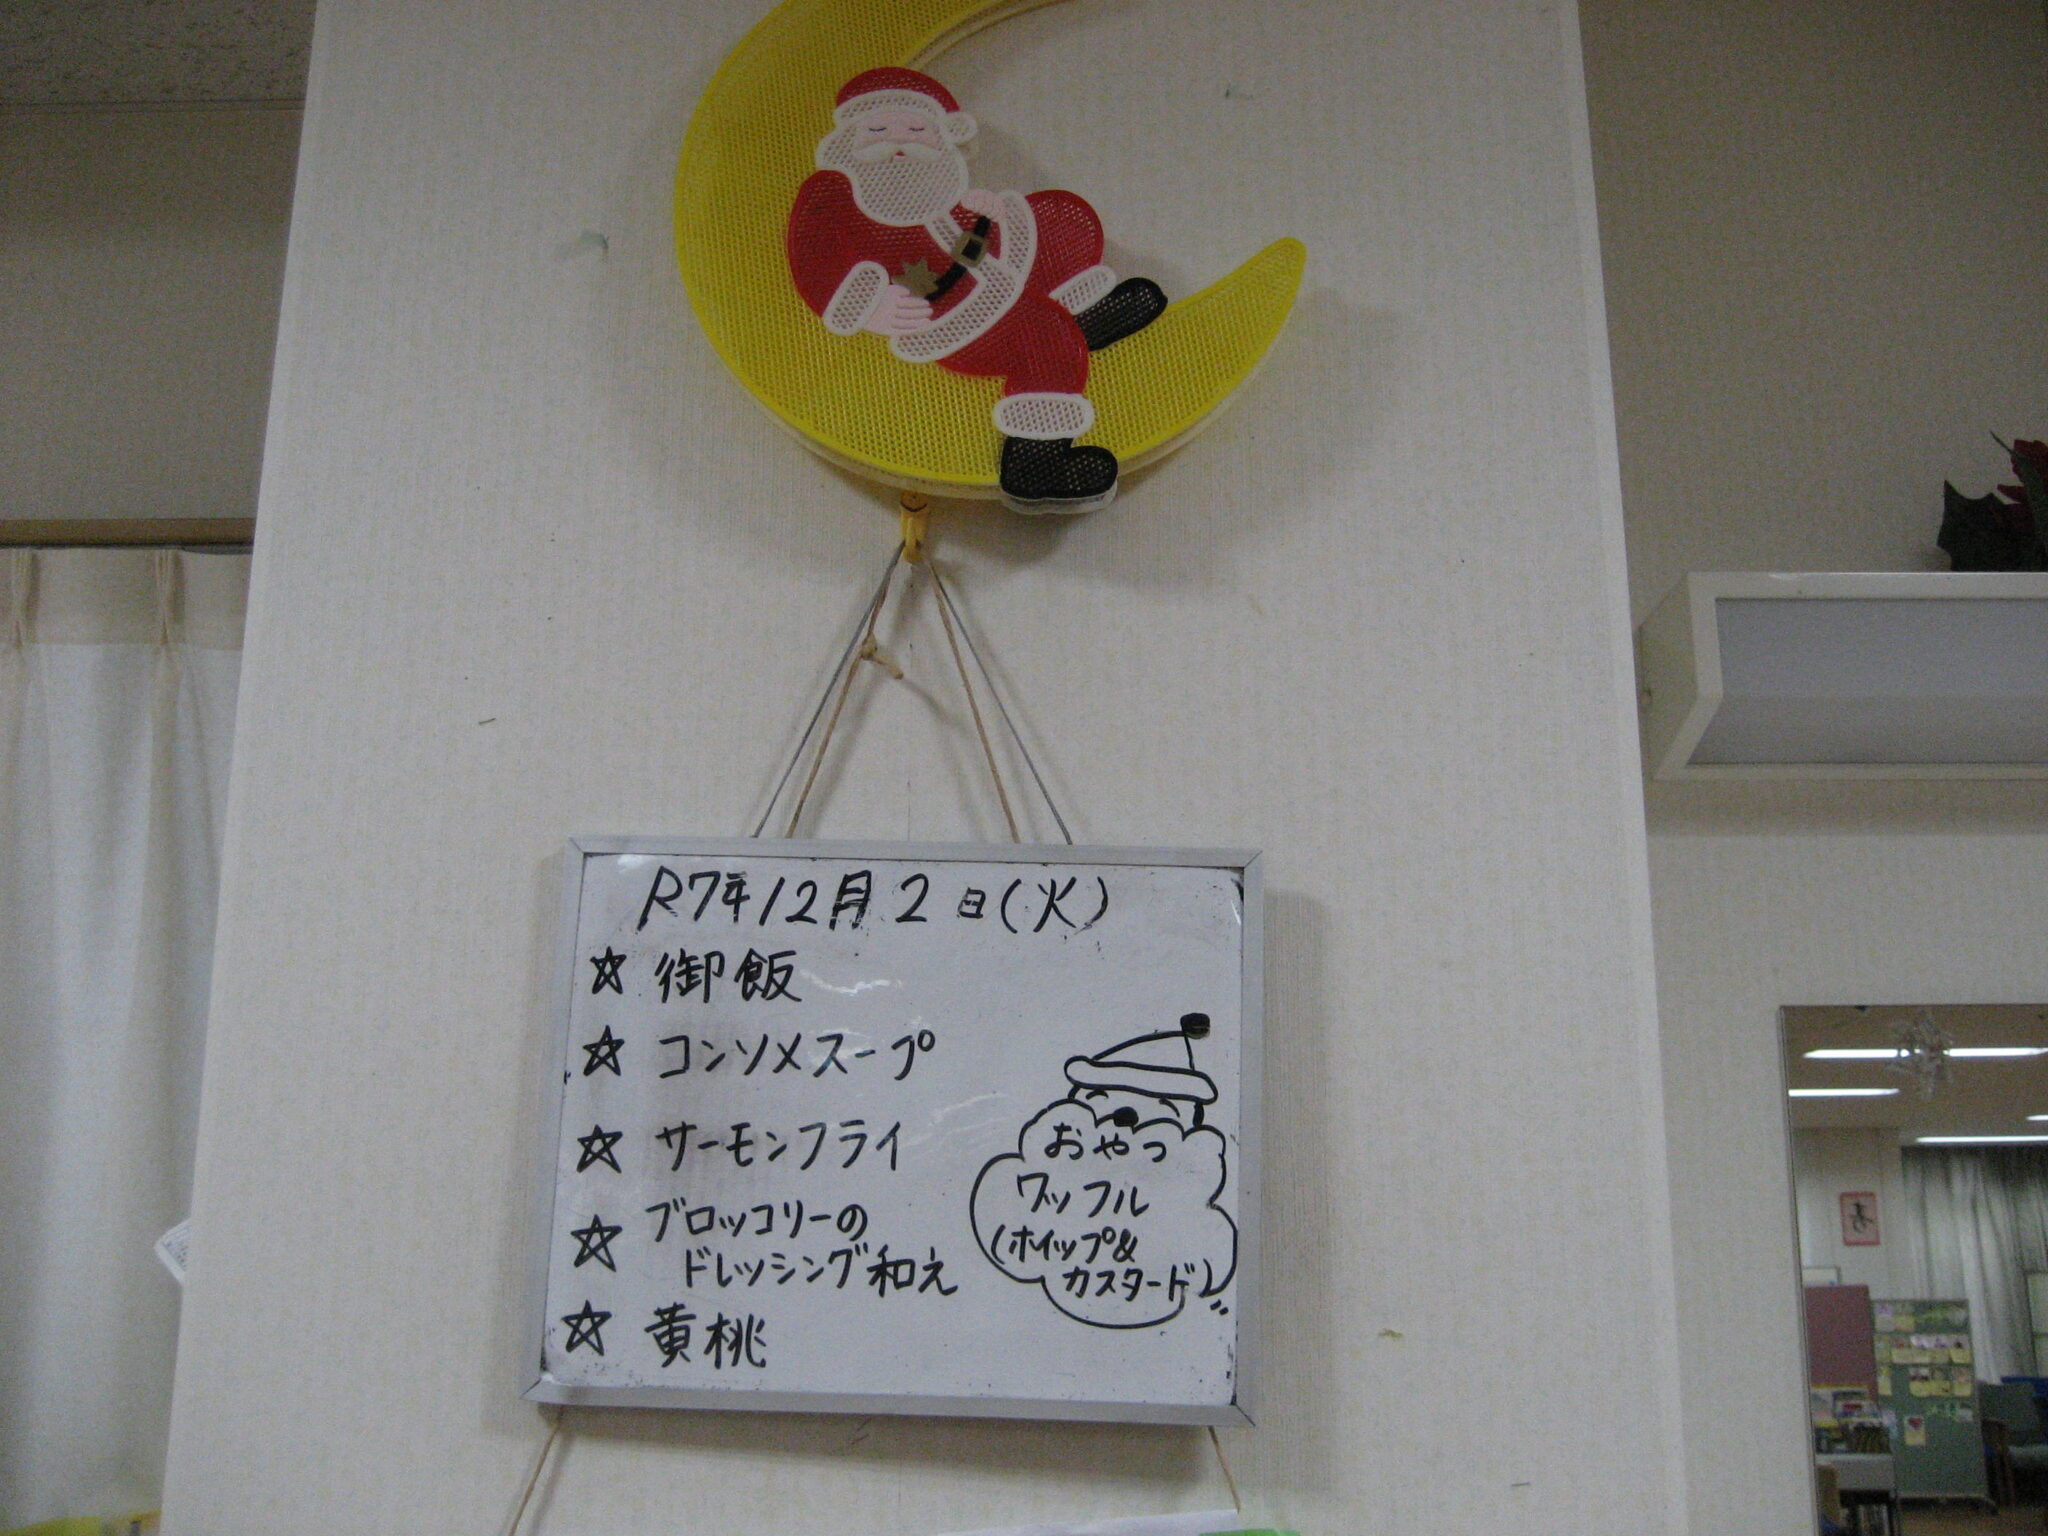 R7年12月2日(火)
☆ 御飯
☆ コンソメスープ
☆ サーモンフライ
☆ ブロッコリーの
ドレッシング和え
☆ 黄桃
おやつ
ワッフル
(ホイップ&
カスタード)